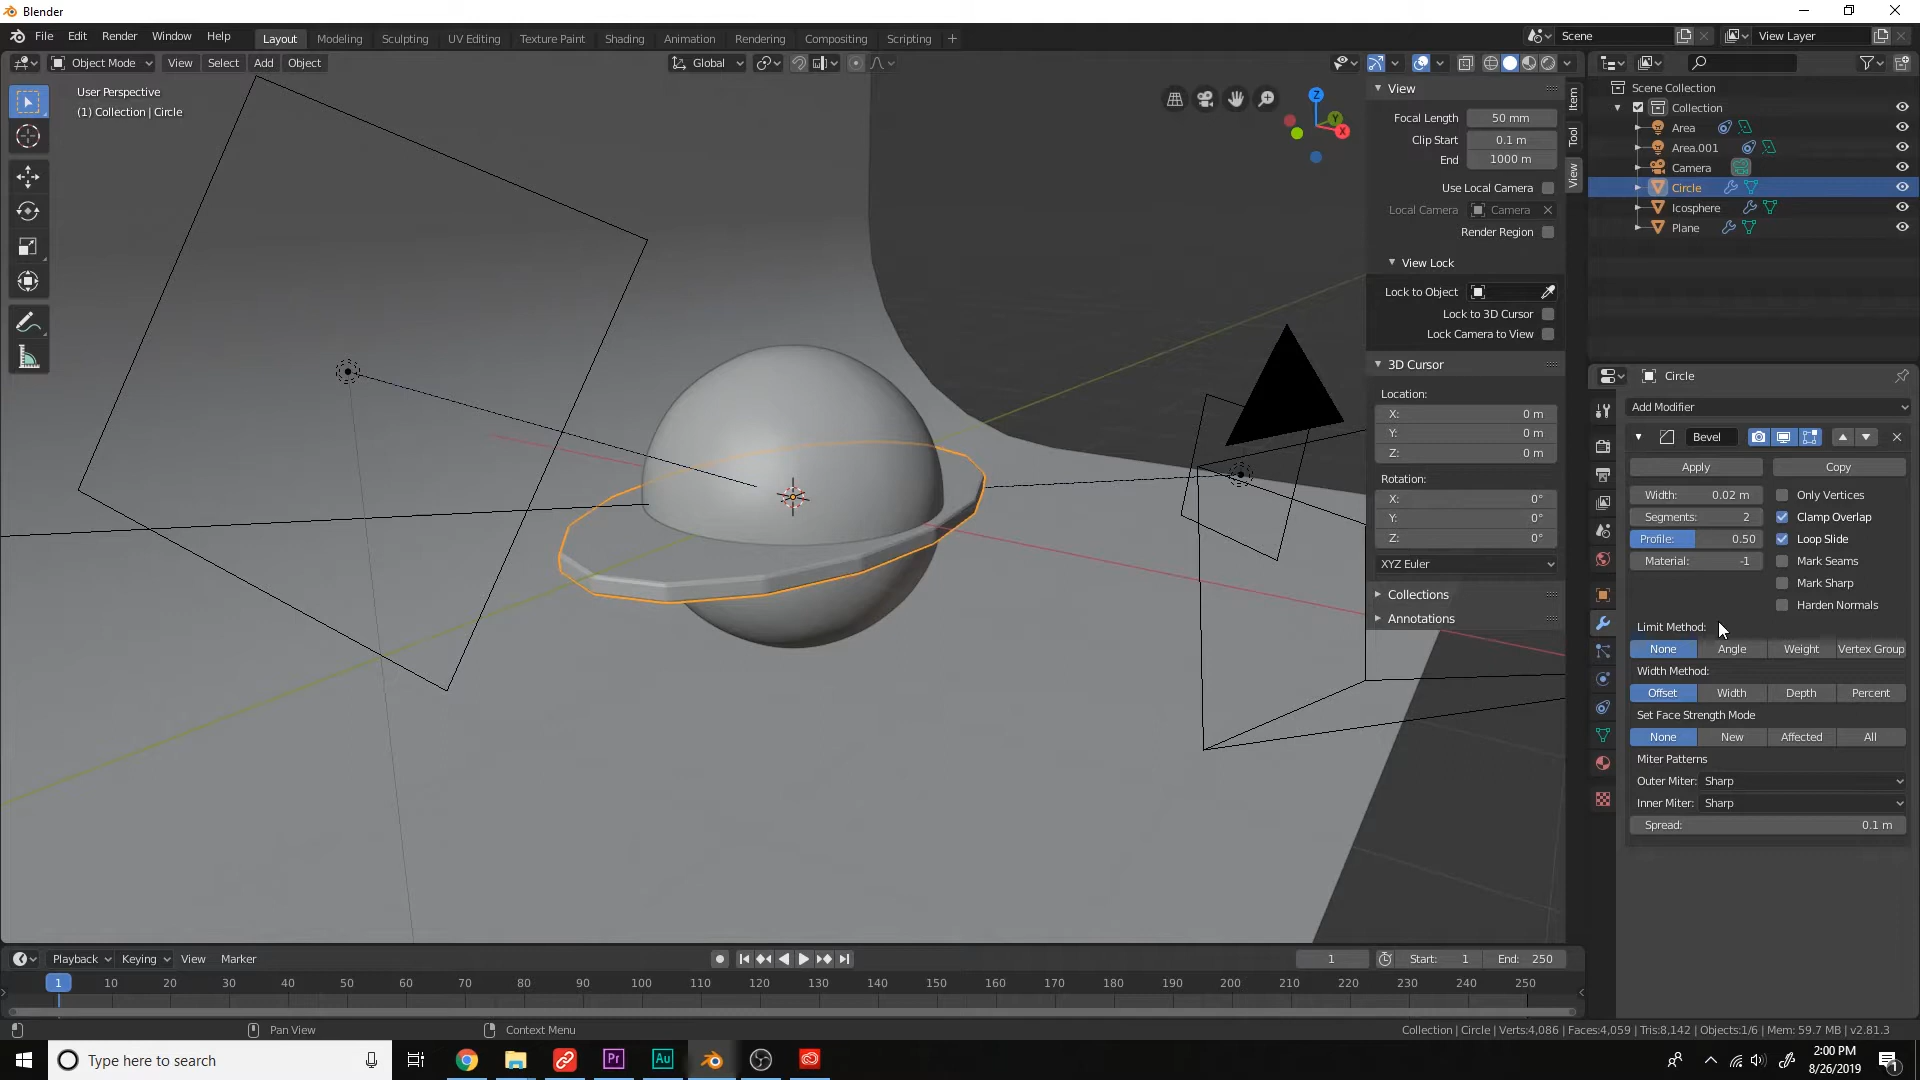 Blender
File Edit Render Window Help
Layout Modeling Sculpting UV Editing Texture Paint Shading Animation Rendering Compositing Scripting +
Scene
View Layer
Object Mode View Select Add Object
Global
User Perspective
(1) Collection | Circle
Z
Y
X
View
Focal Length 50 mm
Clip Start 0.1 m
End 1000 m
Use Local Camera
Local Camera Camera
Render Region
View Lock
Lock to Object
Lock to 3D Cursor
Lock Camera to View
3D Cursor
Location:
X: 0 m
Y: 0 m
Z: 0 m
Rotation:
X: 0°
Y: 0°
Z: 0°
XYZ Euler
Collections
Annotations
Item
Tool
View
Scene Collection
Collection
Area
Area.001
Camera
Circle
Icosphere
Plane
Circle
Add Modifier
Bevel
Apply Copy
Width: 0.02 m Only Vertices
Segments: 2 Clamp Overlap
Profile: 0.50 Loop Slide
Material: -1 Mark Seams
Mark Sharp
Harden Normals
Limit Method:
None Angle Weight Vertex Group
Width Method:
Offset Width Depth Percent
Set Face Strength Mode
None New Affected All
Miter Patterns
Outer Miter: Sharp
Inner Miter: Sharp
Spread: 0.1 m
Playback Keying View Marker
1 Start: 1 End: 250
1 10 20 30 40 50 60 70 80 90 100 110 120 130 140 150 160 170 180 190 200 210 220 230 240 250
Pan View Context Menu
Collection | Circle | Verts:4,086 | Faces:4,059 | Tris:8,142 | Objects:1/6 | Mem: 59.7 MB | v2.81.3
Type here to search
Pr
Au
2:00 PM
8/26/2019
1